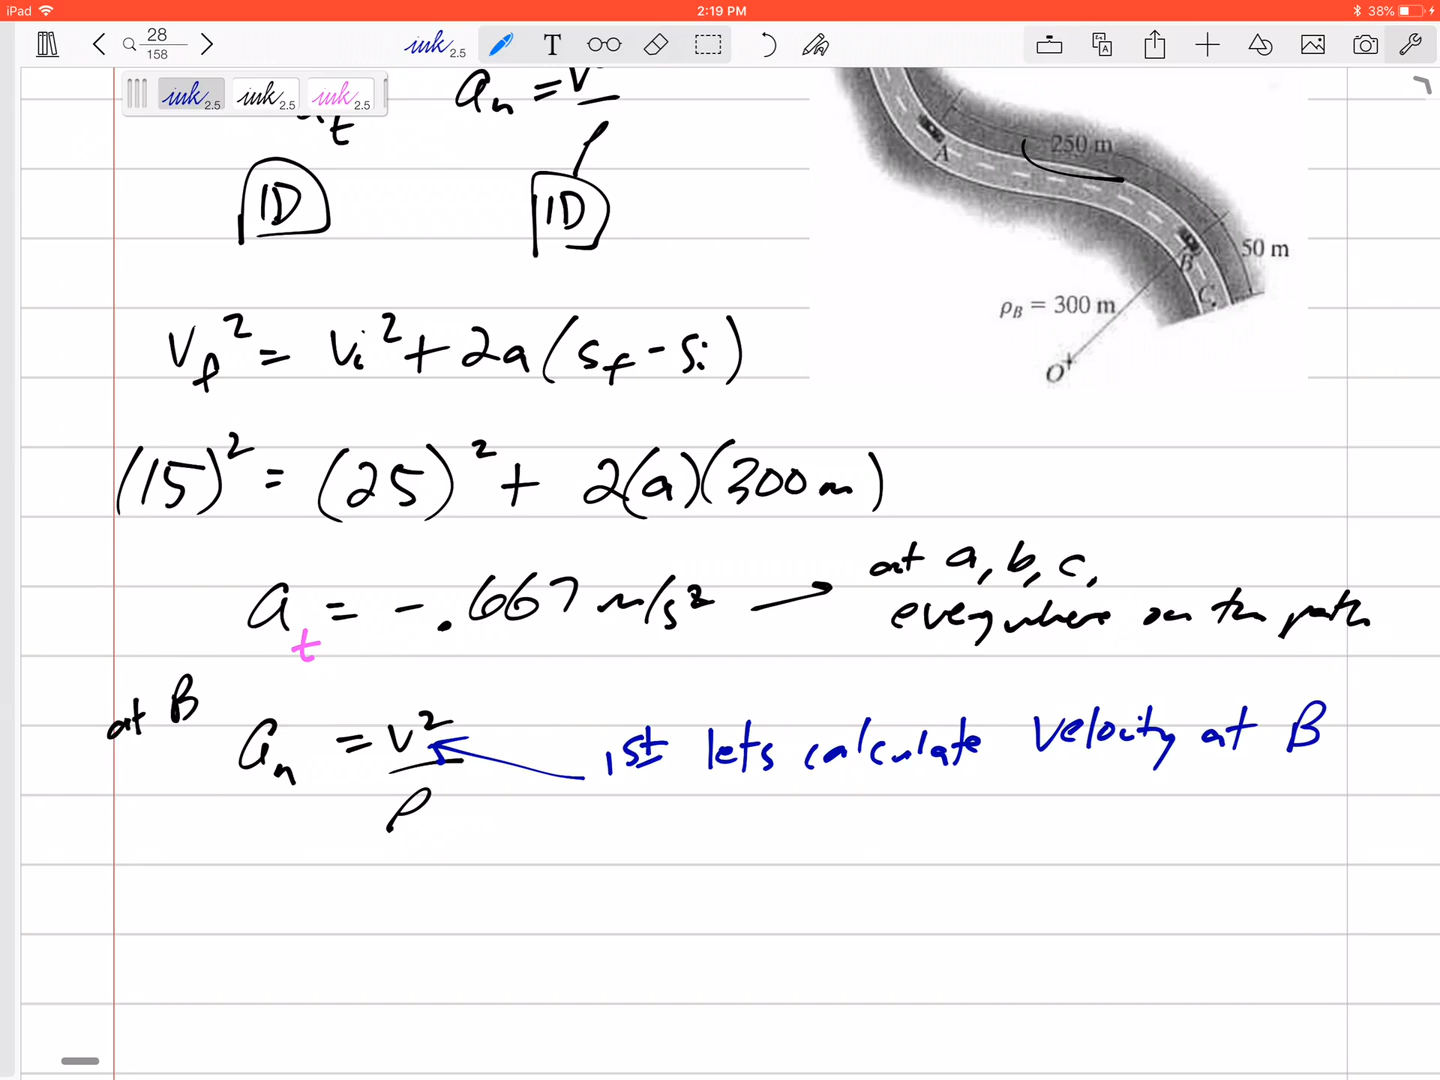 iPad 2:19 PM 38%
28
158
ink 2.5 T
ink 2.5 ink 2.5 ink 2.5
t
aₙ = v
ρ
1D 1D
250 m
A
B
50 m
C
ρB = 300 m
O
Vf² = Vi² + 2a(sf - si)
(15)² = (25)² + 2(a)(300m)
at = -.667 m/s² → at a, b, c,
everywhere on the path
at B
an = v²/ρ ← 1st lets calculate velocity at B